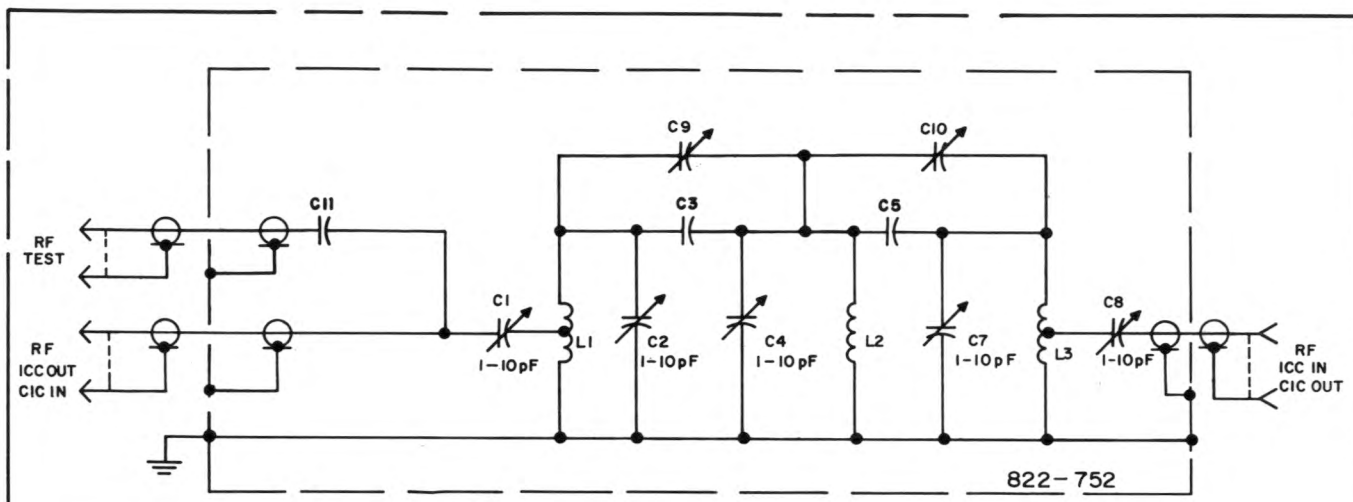 C9
C10
C11
C3
C5
RF
TEST
C1
1-10pF
L1
C2
1-10pF
C4
1-10pF
L2
C7
1-10pF
L3
C8
1-10pF
RF
ICC OUT
CIC IN
RF
ICC IN
CIC OUT
822-752